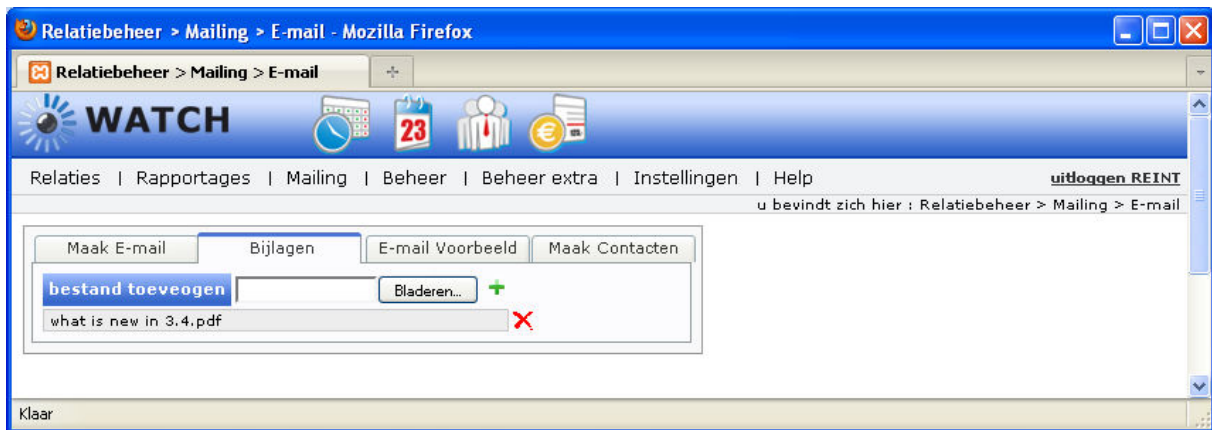 Relatiebeheer > Mailing > E-mail - Mozilla Firefox
Relatiebeheer > Mailing > E-mail
WATCH 23
Relaties | Rapportages | Mailing | Beheer | Beheer extra | Instellingen | Help uitloggen REINT
u bevindt zich hier : Relatiebeheer > Mailing > E-mail
Maak E-mail Bijlagen E-mail Voorbeeld Maak Contacten
bestand toeveogen Bladeren...
what is new in 3.4.pdf
Klaar